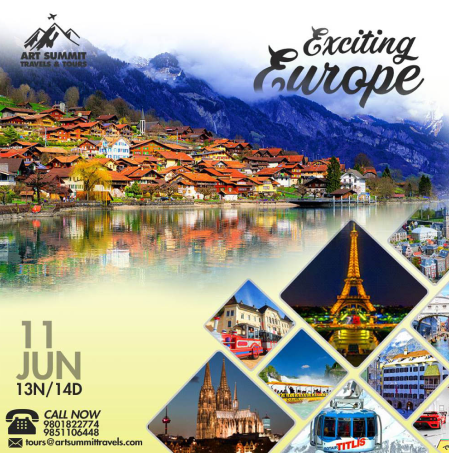 ART SUMMIT
TRAVELS & TOURS
Exciting
Europe
11
JUN
13N/14D
CALL NOW
9801822774
9851106448
tours@artsummittravels.com
TITLIS